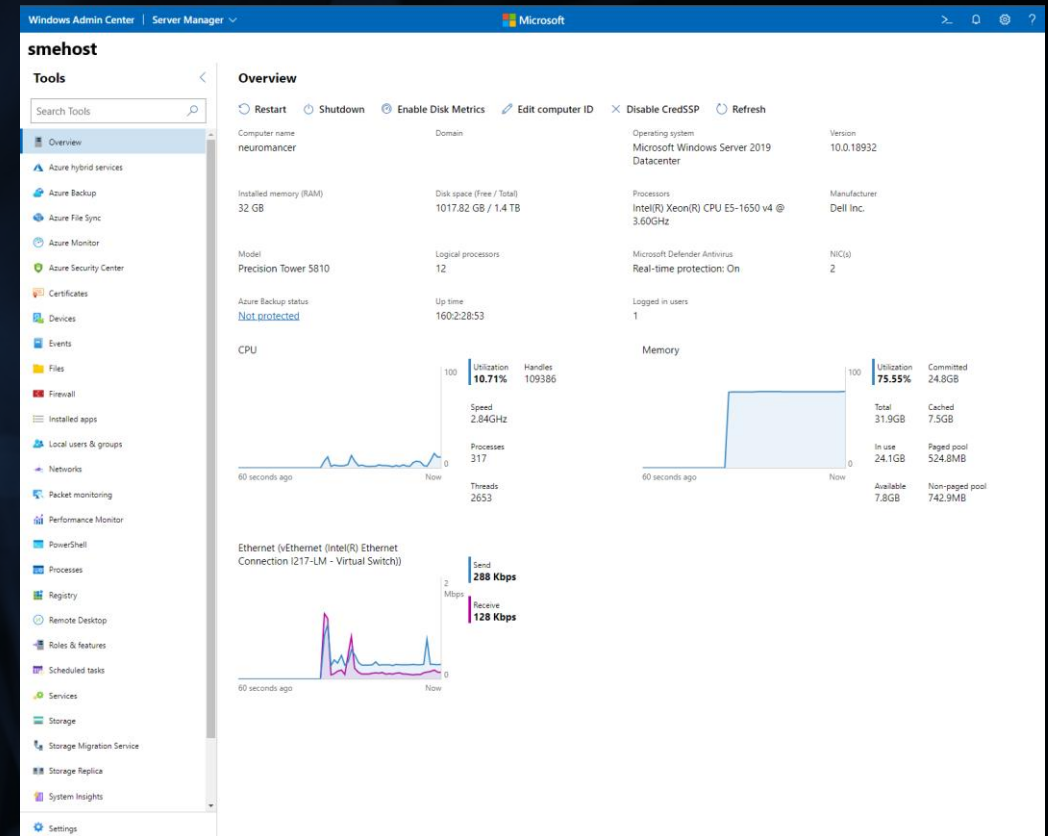 Windows Admin Center | Server Manager
Microsoft
smehost
Tools
Search Tools
Overview
Azure hybrid services
Azure Backup
Azure File Sync
Azure Monitor
Azure Security Center
Certificates
Devices
Events
Files
Firewall
Installed apps
Local users & groups
Networks
Packet monitoring
Performance Monitor
PowerShell
Processes
Registry
Remote Desktop
Roles & features
Scheduled tasks
Services
Storage
Storage Migration Service
Storage Replica
System Insights
Settings
Overview
Restart Shutdown Enable Disk Metrics Edit computer ID Disable CredSSP Refresh
Computer name
neuromancer
Domain
Operating system
Microsoft Windows Server 2019
Datacenter
Version
10.0.18932
Installed memory (RAM)
32 GB
Disk space (Free / Total)
1017.82 GB / 1.4 TB
Processors
Intel(R) Xeon(R) CPU E5-1650 v4 @
3.60GHz
Manufacturer
Dell Inc.
Model
Precision Tower 5810
Logical processors
12
Microsoft Defender Antivirus
Real-time protection: On
NIC(s)
2
Azure Backup status
Not protected
Up time
160:2:28:53
Logged in users
1
CPU
100
0
60 seconds ago Now
Utilization
10.71%
Handles
109386
Speed
2.84GHz
Processes
317
Threads
2653
Memory
100
0
60 seconds ago Now
Utilization
75.55%
Committed
24.8GB
Total
31.9GB
Cached
7.5GB
In use
24.1GB
Paged pool
524.8MB
Available
7.8GB
Non-paged pool
742.9MB
Ethernet (vEthernet (Intel(R) Ethernet
Connection I217-LM - Virtual Switch))
2
Mbps
0
60 seconds ago Now
Send
288 Kbps
Receive
128 Kbps